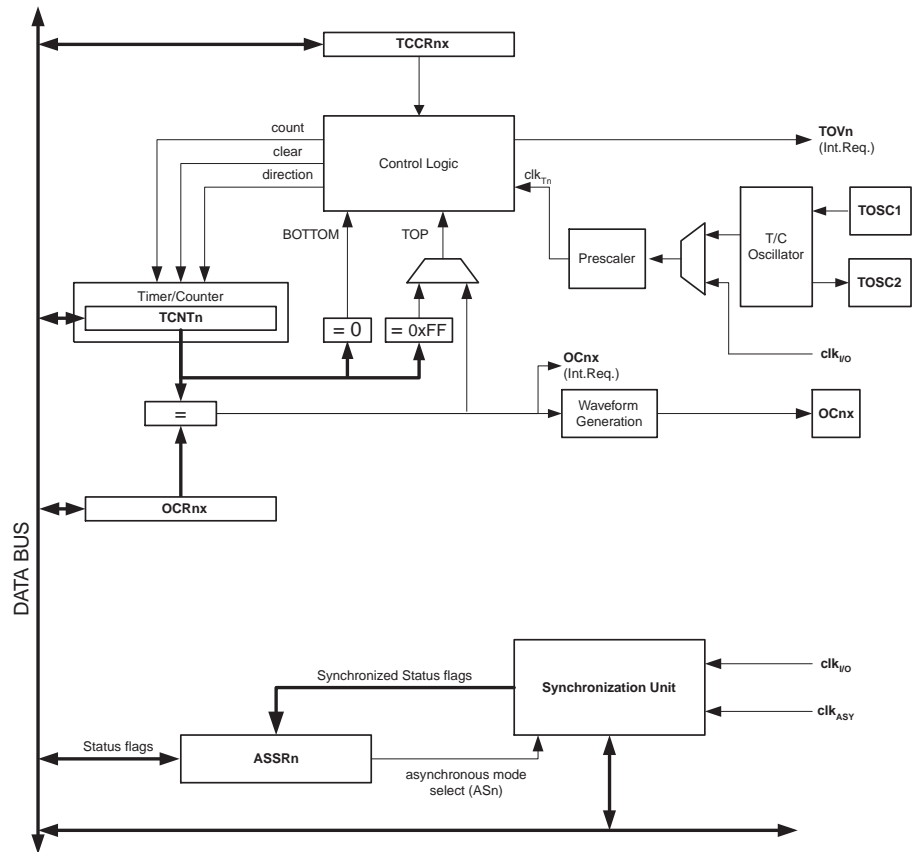 TCCRnx
count
clear
direction
Control Logic
TOVn
(Int.Req.)
clkTn
BOTTOM
TOP
TOSC1
T/C
Oscillator
Prescaler
TOSC2
Timer/Counter
TCNTn
= 0
= 0xFF
clkI/O
OCnx
(Int.Req.)
=
Waveform
Generation
OCnx
OCRnx
DATA BUS
clkI/O
Synchronized Status flags
Synchronization Unit
clkASY
Status flags
ASSRn
asynchronous mode
select (ASn)